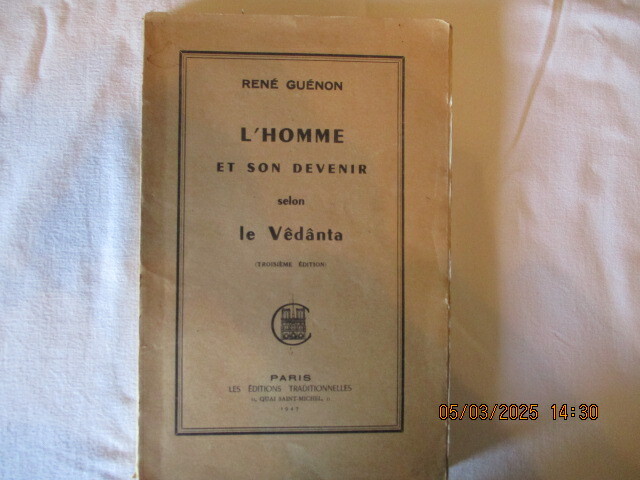 RENÉ GUÉNON
L'HOMME
ET SON DEVENIR
selon
le Vêdânta
(TROISIÈME ÉDITION)
PARIS
LES ÉDITIONS TRADITIONNELLES
QUAI SAINT-MICHEL,
1947
05/03/2025 14:30